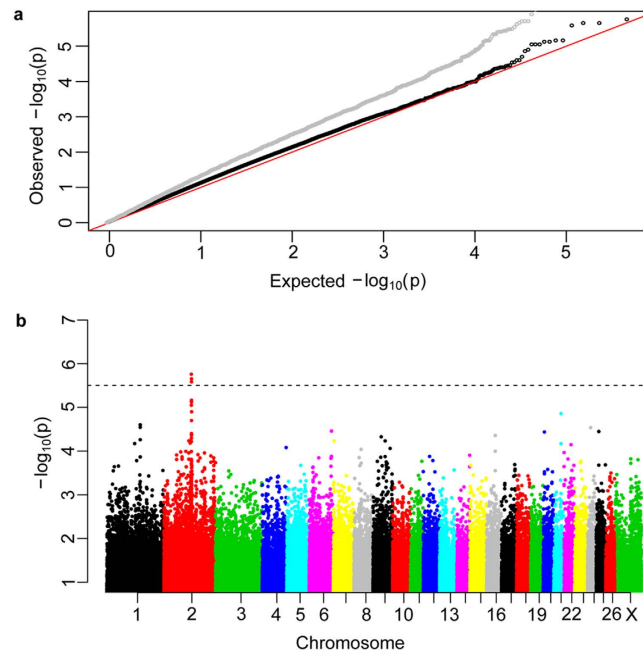 a
Observed −log₁₀(p)
5
4
3
2
1
0
0 1 2 3 4 5
Expected −log₁₀(p)
b
−log₁₀(p)
7
6
5
4
3
2
1
1 2 3 4 5 6 8 10 13 16 19 22 26 X
Chromosome